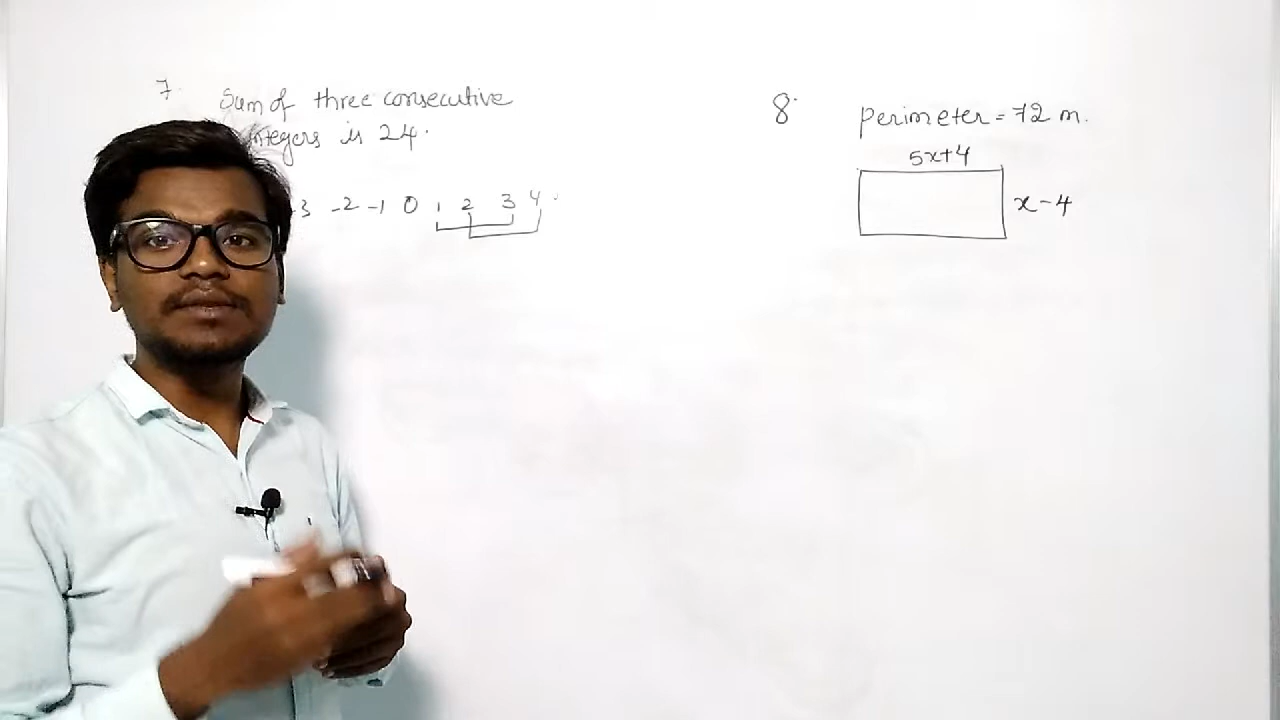 7.
Sum of three consecutive
integers is 24.
-3 -2 -1 0 1 2 3 4
8.
Perimeter = 72 m.
5x+4
x-4